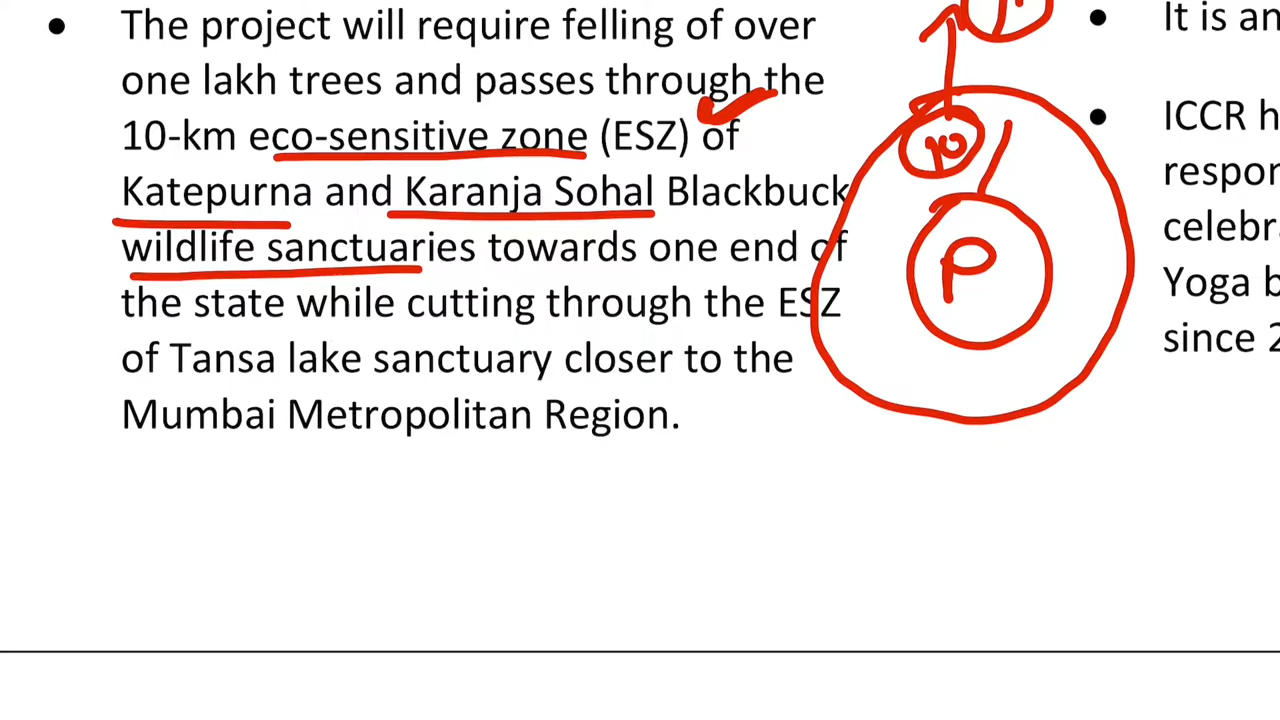 • The project will require felling of over
one lakh trees and passes through the
10-km eco-sensitive zone (ESZ) of
Katepurna and Karanja Sohal Blackbuck
wildlife sanctuaries towards one end of
the state while cutting through the ESZ
of Tansa lake sanctuary closer to the
Mumbai Metropolitan Region.
10
P
• It is an
• ICCR h
respon
celebra
Yoga b
since 2